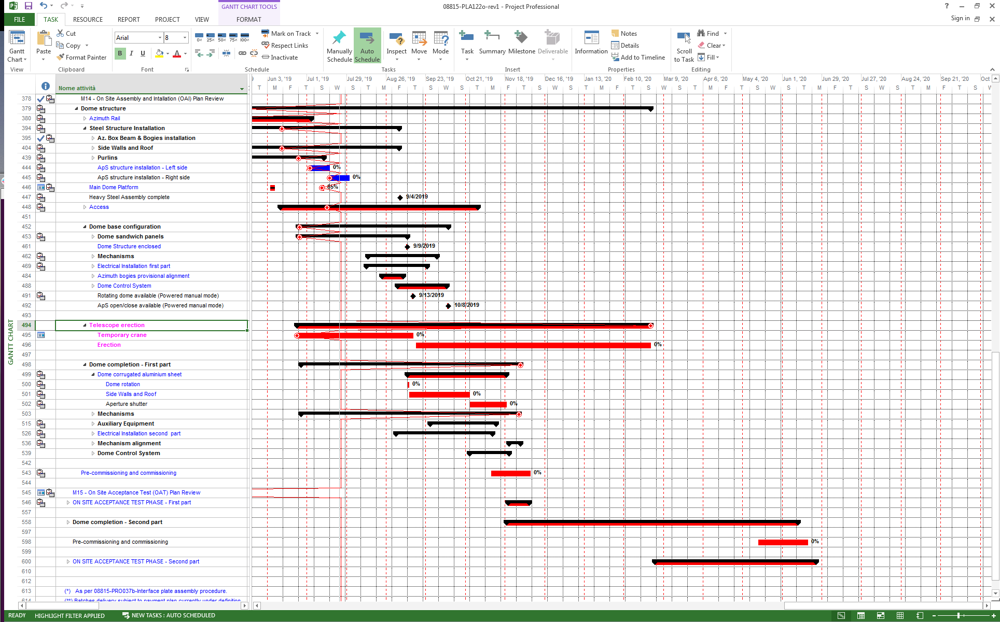 GANTT CHART TOOLS
08815-PLA122o-rev1 - Project Professional
FILE TASK RESOURCE REPORT PROJECT VIEW FORMAT
Sign in
Gantt Chart
View
Paste
Cut
Copy
Format Painter
Clipboard
Arial 8
B I U A
Font
0% 25% 50% 75% 100%
Mark on Track
Respect Links
Inactivate
Schedule
Manually Schedule
Auto Schedule
Inspect
Move
Mode
Tasks
Task
Summary
Milestone
Deliverable
Insert
Information
Notes
Details
Add to Timeline
Properties
Scroll to Task
Find
Clear
Fill
Editing
9 Jun 3, '19 Jul 1, '19 Jul 29, '19 Aug 26, '19 Sep 23, '19 Oct 21, '19 Nov 18, '19 Dec 16, '19 Jan 13, '20 Feb 10, '20 Mar 9, '20 Apr 6, '20 May 4, '20 Jun 1, '20 Jun 29, '20 Jul 27, '20 Aug 24, '20 Sep 21, '20 Oct
Nome attività
T M F T S W S T M F T S W S T M F T S W S T M F T S W S T M F T S W S T M F T S W
378 M14 - On Site Assembly and Intallation (OAI) Plan Review
379 Dome structure
380 Azimuth Rail
394 Steel Structure Installation
395 Az. Box Beam & Bogies installation
404 Side Walls and Roof
439 Purlins
444 ApS structure installation - Left side 0%
445 ApS structure installation - Right side 0%
446 Main Dome Platform 85%
447 Heavy Steel Assembly complete 9/4/2019
448 Access
451
452 Dome base configuration
453 Dome sandwich panels
461 Dome Structure enclosed 9/9/2019
462 Mechanisms
469 Electrical Installation first part
484 Azimuth bogies provisional alignment
488 Dome Control System
491 Rotating dome available (Powered manual mode) 9/13/2019
492 ApS open/close available (Powered manual mode) 10/8/2019
493
494 Telescope erection
495 Temporary crane 0%
496 Erection 0%
497
498 Dome completion - First part
499 Dome corrugated aluminium sheet
500 Dome rotation 0%
501 Side Walls and Roof 0%
502 Aperture shutter 0%
503 Mechanisms
515 Auxiliary Equipment
526 Electrical Installation second part
536 Mechanism alignment
539 Dome Control System
542
543 Pre-commissioning and commissioning 0%
544
545 M15 - On Site Acceptance Test (OAT) Plan Review
546 ON SITE ACCEPTANCE TEST PHASE - First part
557
558 Dome completion - Second part
597
598 Pre-commissioning and commissioning 0%
599
600 ON SITE ACCEPTANCE TEST PHASE - Second part
610
612
613 (*) As per 08815-PRO037b-Interface plate assembly procedure.
614 (**) Batches delivery subject to payment plan currently under definition
GANTT CHART
READY HIGHLIGHT FILTER APPLIED NEW TASKS : AUTO SCHEDULED